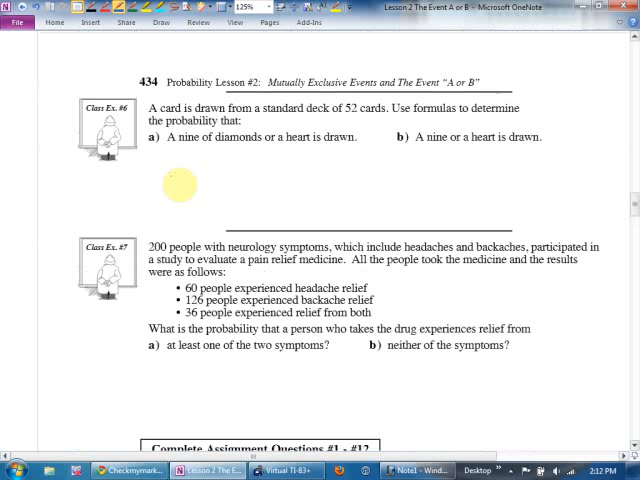 Lesson 2 The Event A or B - Microsoft OneNote
125%
File Home Insert Share Draw Review View Pages Add-Ins
434 Probability Lesson #2: Mutually Exclusive Events and The Event "A or B"
Class Ex. #6
A card is drawn from a standard deck of 52 cards. Use formulas to determine
the probability that:
a) A nine of diamonds or a heart is drawn. b) A nine or a heart is drawn.
Class Ex. #7
200 people with neurology symptoms, which include headaches and backaches, participated in
a study to evaluate a pain relief medicine. All the people took the medicine and the results
were as follows:
• 60 people experienced headache relief
• 126 people experienced backache relief
• 36 people experienced relief from both
What is the probability that a person who takes the drug experiences relief from
a) at least one of the two symptoms? b) neither of the symptoms?
Complete Assignment Questions #1 - #12
Checkmymark... Lesson 2 The E... Virtual TI-83+ Note1 - Wind... Desktop » 2:12 PM